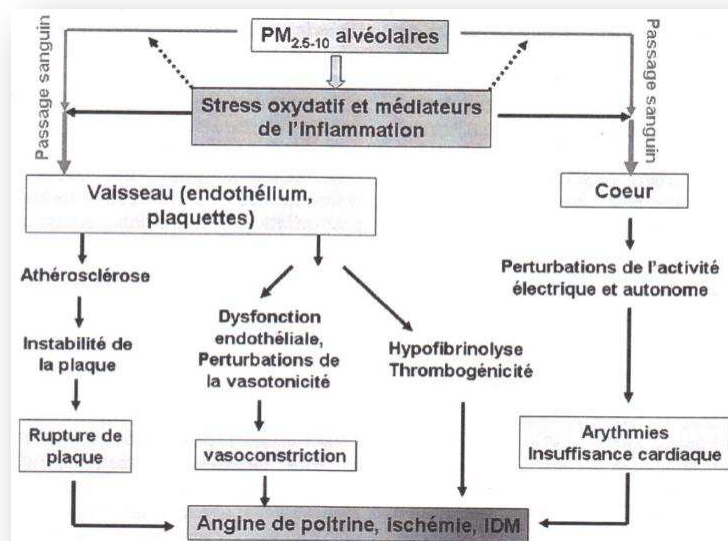 PM2.5-10 alvéolaires
Passage sanguin
Passage sanguin
Stress oxydatif et médiateurs
de l'Inflammation
Vaisseau (endothélium,
plaquettes)
Coeur
Athérosclérose
Perturbations de l'activité
électrique et autonome
Dysfonction
endothéliale,
Perturbations de
la vasotonicité
Hypofibrinolyse
Thrombogénicité
Instabilité de
la plaque
Rupture de
plaque
vasoconstriction
Arythmies
Insuffisance cardiaque
Angine de poitrine, ischémie, IDM